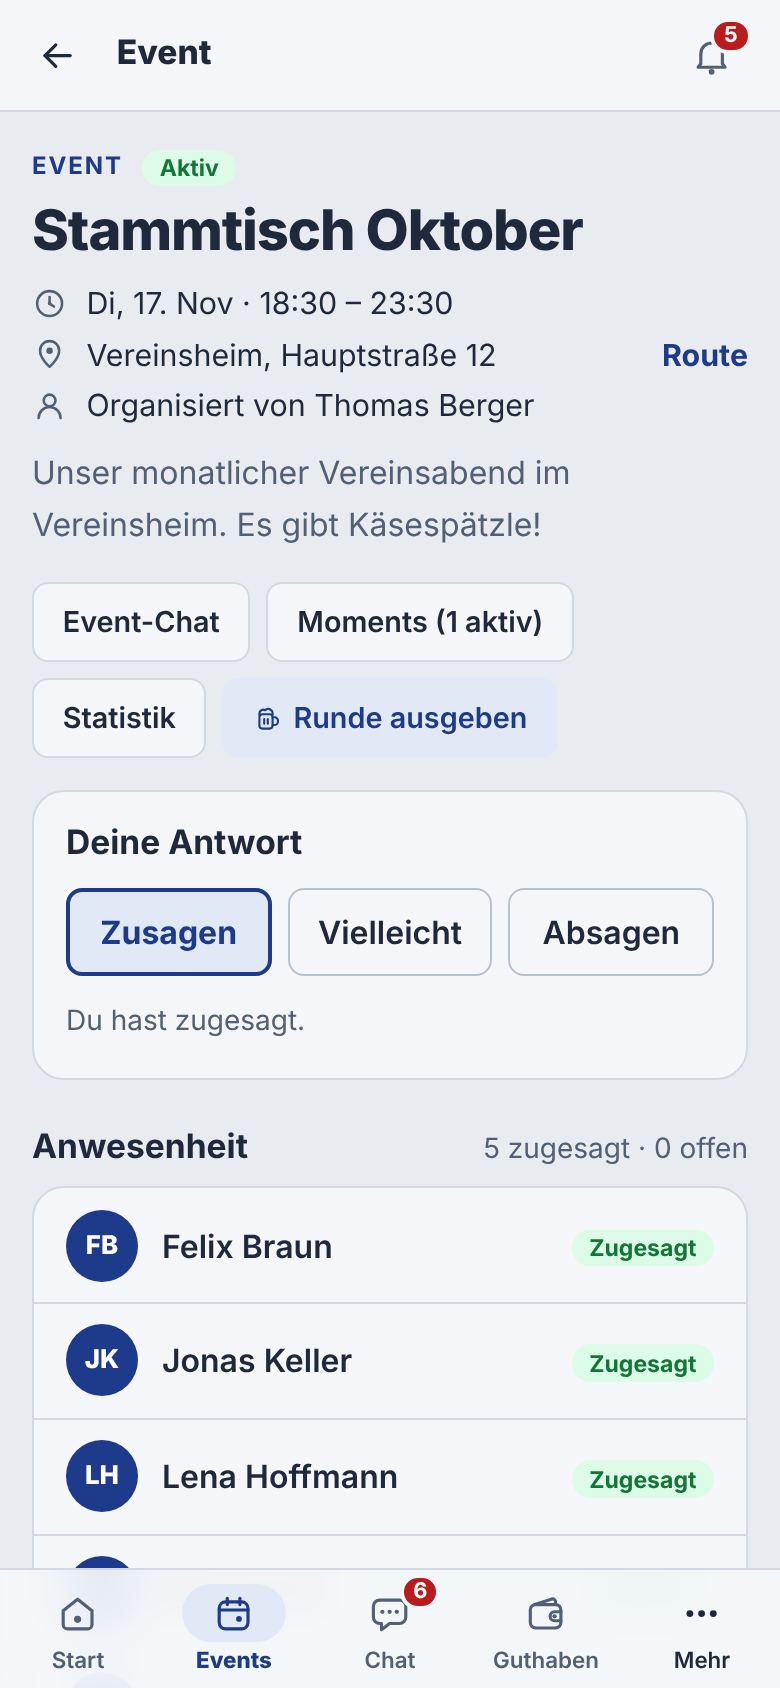 Event
5
EVENT Aktiv
Stammtisch Oktober
Di, 17. Nov · 18:30 – 23:30
Vereinsheim, Hauptstraße 12 Route
Organisiert von Thomas Berger
Unser monatlicher Vereinsabend im
Vereinsheim. Es gibt Käsespätzle!
Event-Chat Moments (1 aktiv)
Statistik Runde ausgeben
Deine Antwort
Zusagen Vielleicht Absagen
Du hast zugesagt.
Anwesenheit 5 zugesagt · 0 offen
FB Felix Braun Zugesagt
JK Jonas Keller Zugesagt
LH Lena Hoffmann Zugesagt
6
Start Events Chat Guthaben Mehr